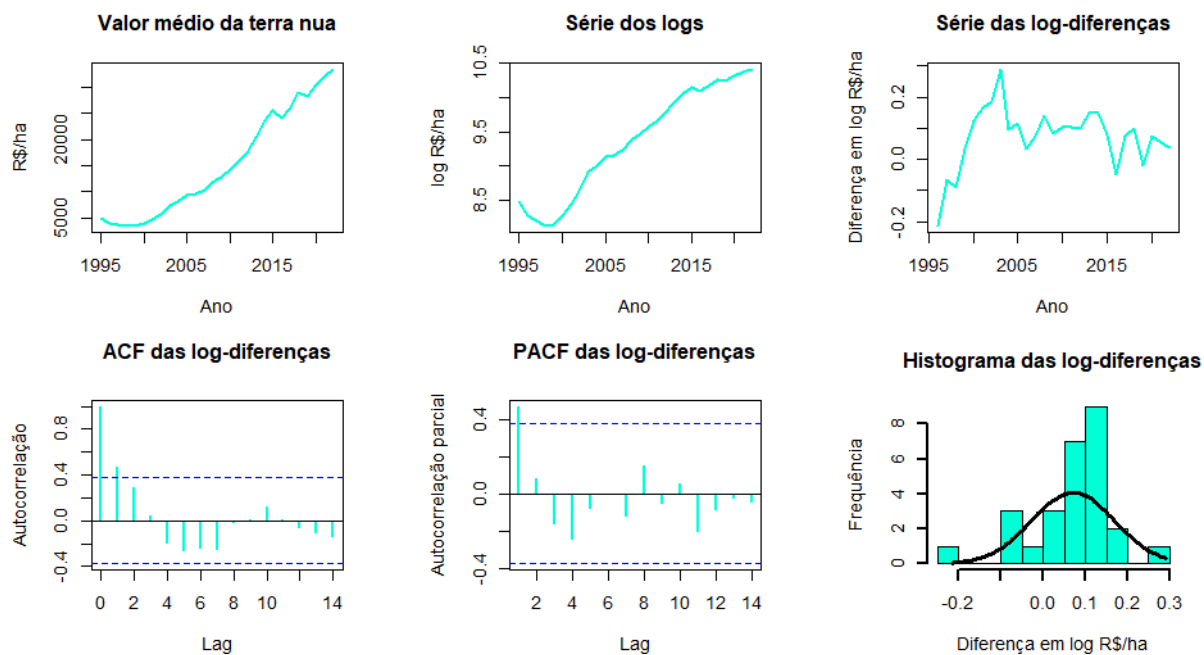 Valor médio da terra nua
R$/ha
20000
5000
1995
2005
2015
Ano
Série dos logs
log R$/ha
10.5
9.5
8.5
1995
2005
2015
Ano
Série das log-diferenças
Diferença em log R$/ha
0.2
0.0
-0.2
1995
2005
2015
Ano
ACF das log-diferenças
Autocorrelação
0.8
0.4
0.0
-0.4
0 2 4 6 8 10 14
Lag
PACF das log-diferenças
Autocorrelação parcial
0.4
0.0
-0.4
2 4 6 8 10 12 14
Lag
Histograma das log-diferenças
Frequência
8
6
4
2
0
-0.2 0.0 0.1 0.2 0.3
Diferença em log R$/ha